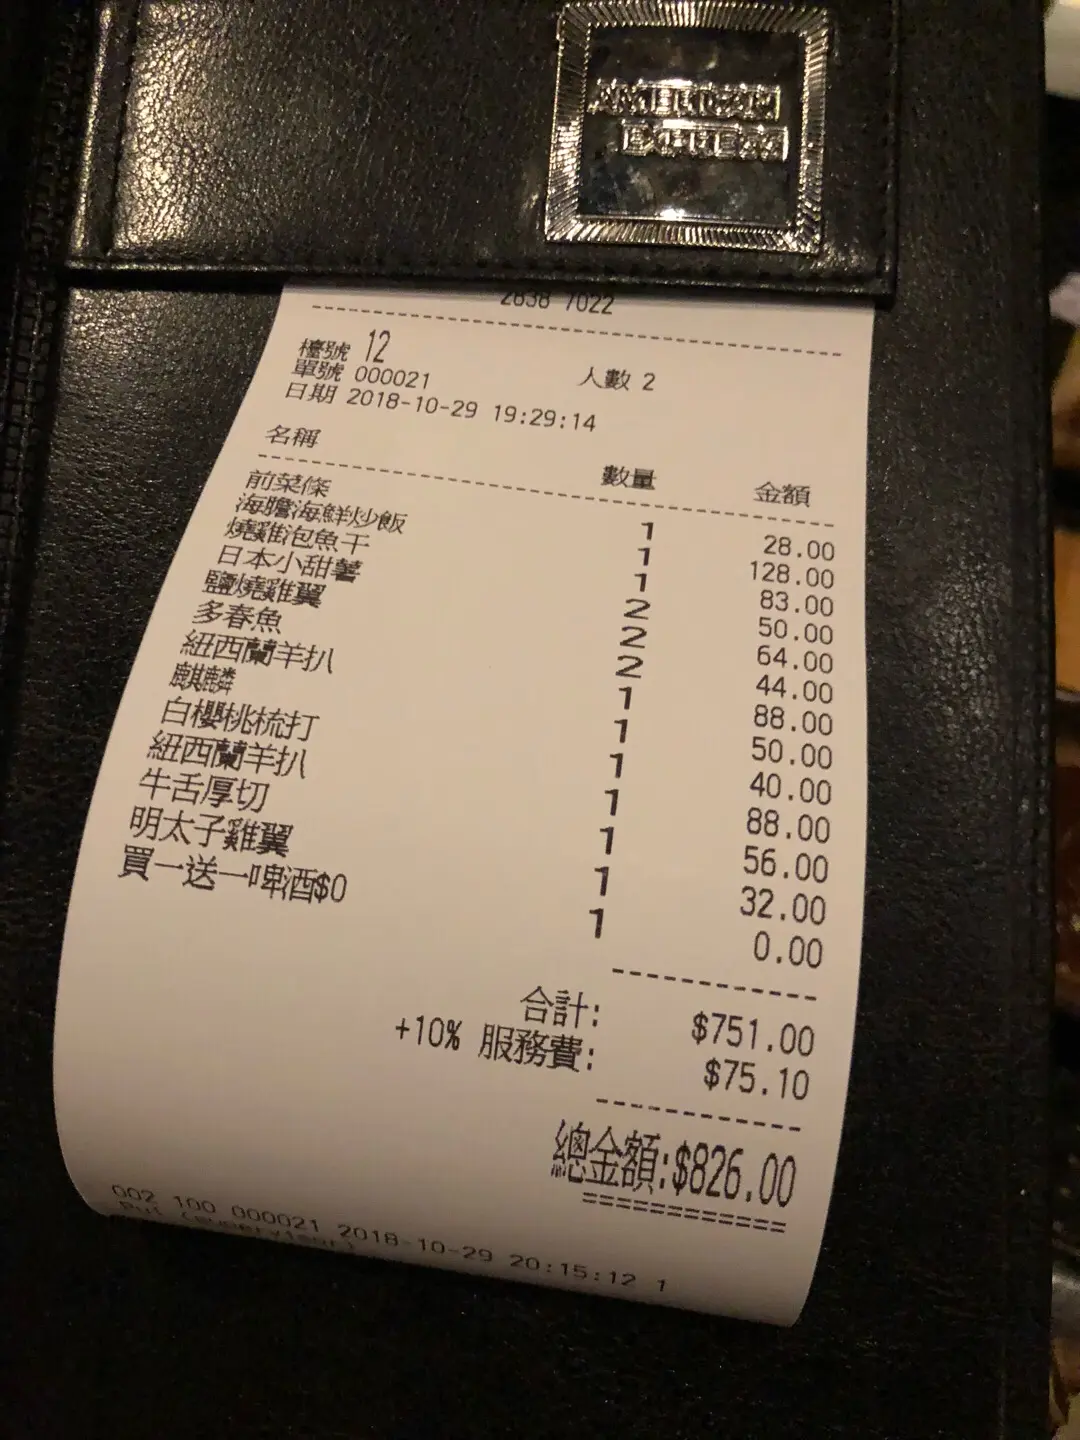 AMERICAN
EXPRESS
2838 7022
檯號 12 人數 2
單號 000021
日期 2018-10-29 19:29:14
名稱 數量 金額
前菜條 1 28.00
海膽海鮮炒飯 1 128.00
燒雞泡魚干 1 83.00
日本小甜薯 2 50.00
鹽燒雞翼 2 64.00
多春魚 2 44.00
紐西蘭羊扒 1 88.00
麒麟 1 50.00
白櫻桃梳打 1 40.00
紐西蘭羊扒 1 88.00
牛舌厚切 1 56.00
明太子雞翼 1 32.00
買一送一啤酒$0 1 0.00
合計: $751.00
+10% 服務費: $75.10
總金額:$826.00
002 100 000021 2018-10-29 20:15:12 1
(supervisor)